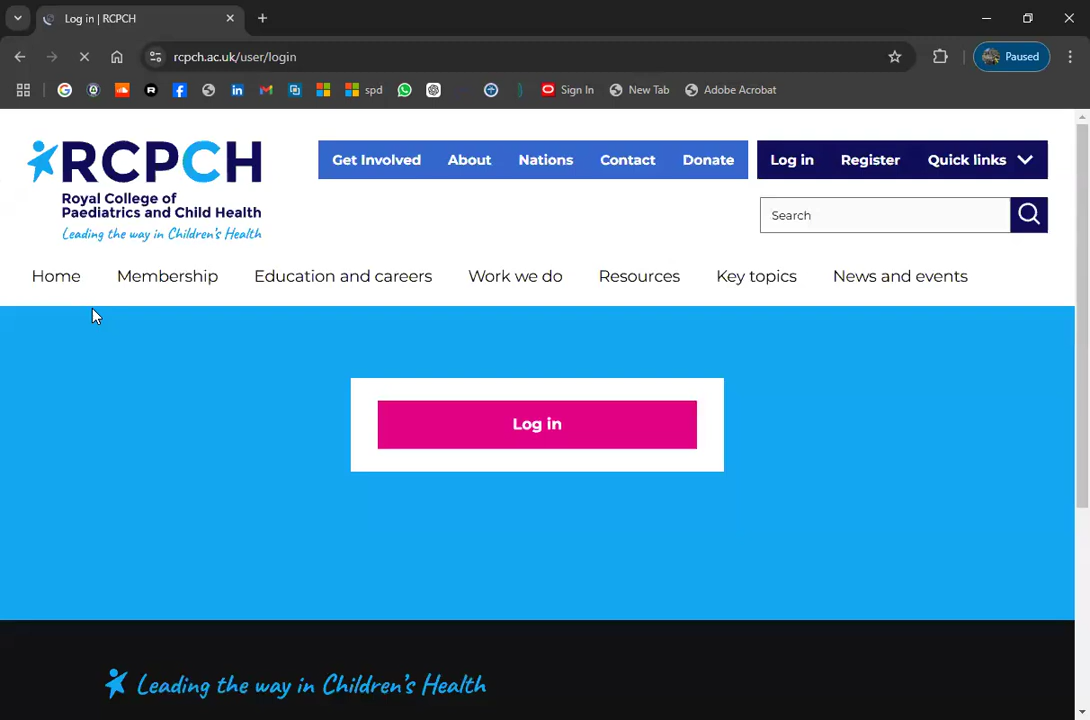 Log in | RCPCH
rcpch.ac.uk/user/login
Paused
spd
Sign In
New Tab
Adobe Acrobat
RCPCH
Royal College of
Paediatrics and Child Health
Leading the way in Children's Health
Get Involved
About
Nations
Contact
Donate
Log in
Register
Quick links
Search
Home
Membership
Education and careers
Work we do
Resources
Key topics
News and events
Log in
Leading the way in Children's Health